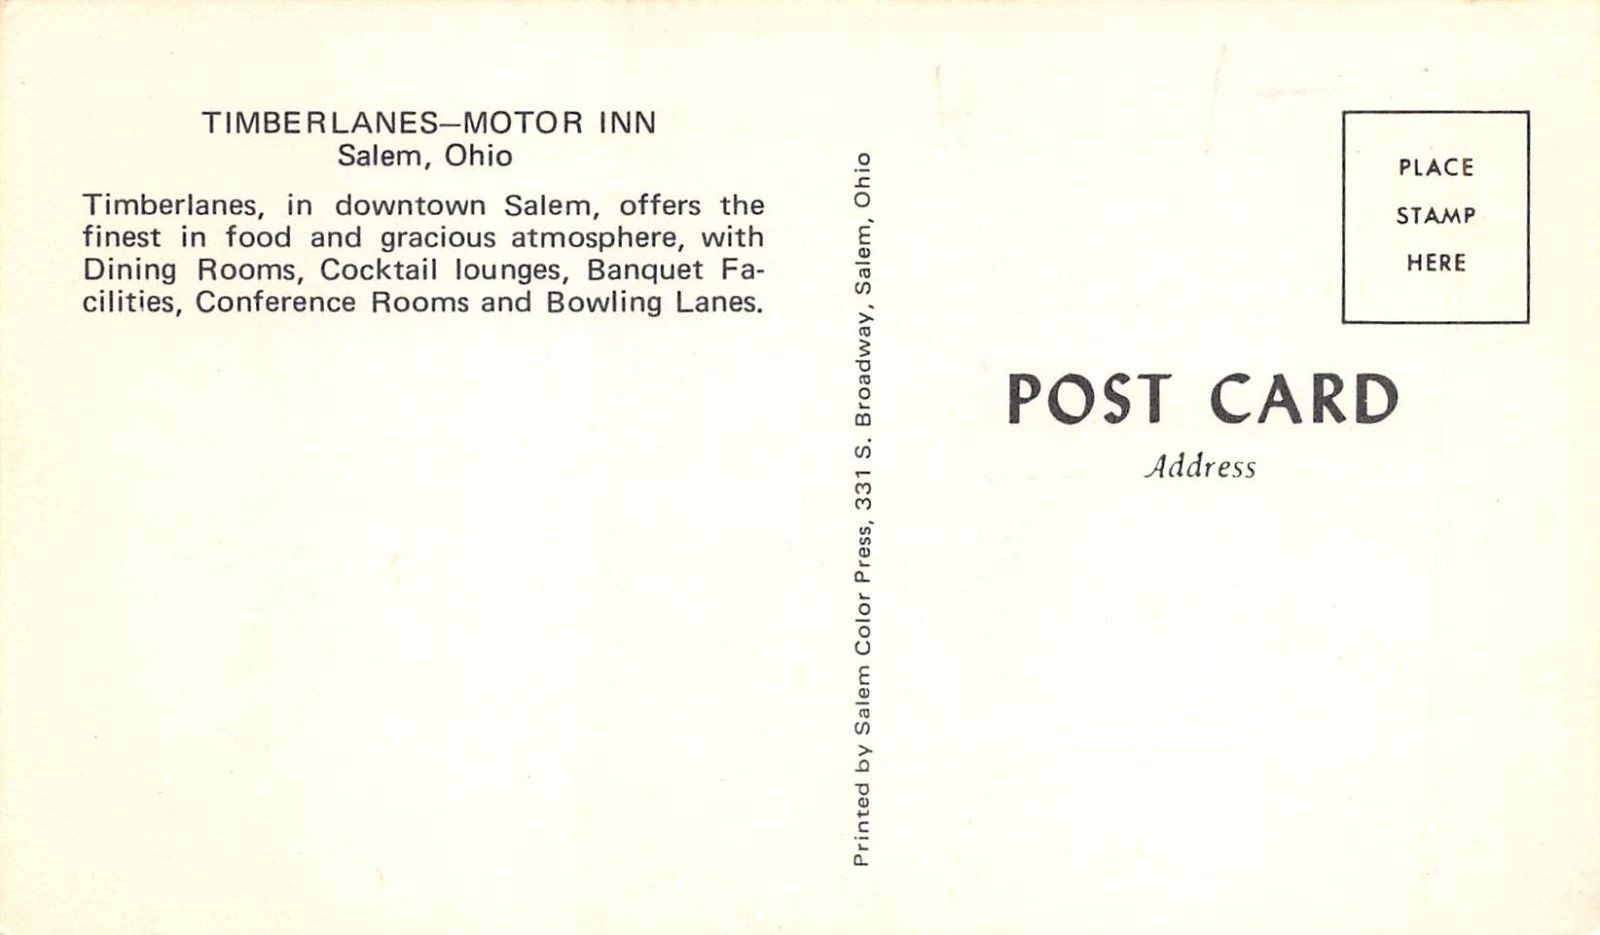 TIMBERLANES—MOTOR INN
Salem, Ohio
Timberlanes, in downtown Salem, offers the
finest in food and gracious atmosphere, with
Dining Rooms, Cocktail lounges, Banquet Fa-
cilities, Conference Rooms and Bowling Lanes.
Printed by Salem Color Press, 331 S. Broadway, Salem, Ohio
PLACE
STAMP
HERE
POST CARD
Address